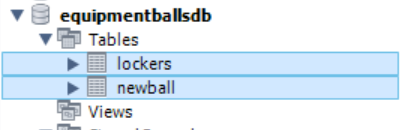 equipmentballsdb
Tables
lockers
newball
Views